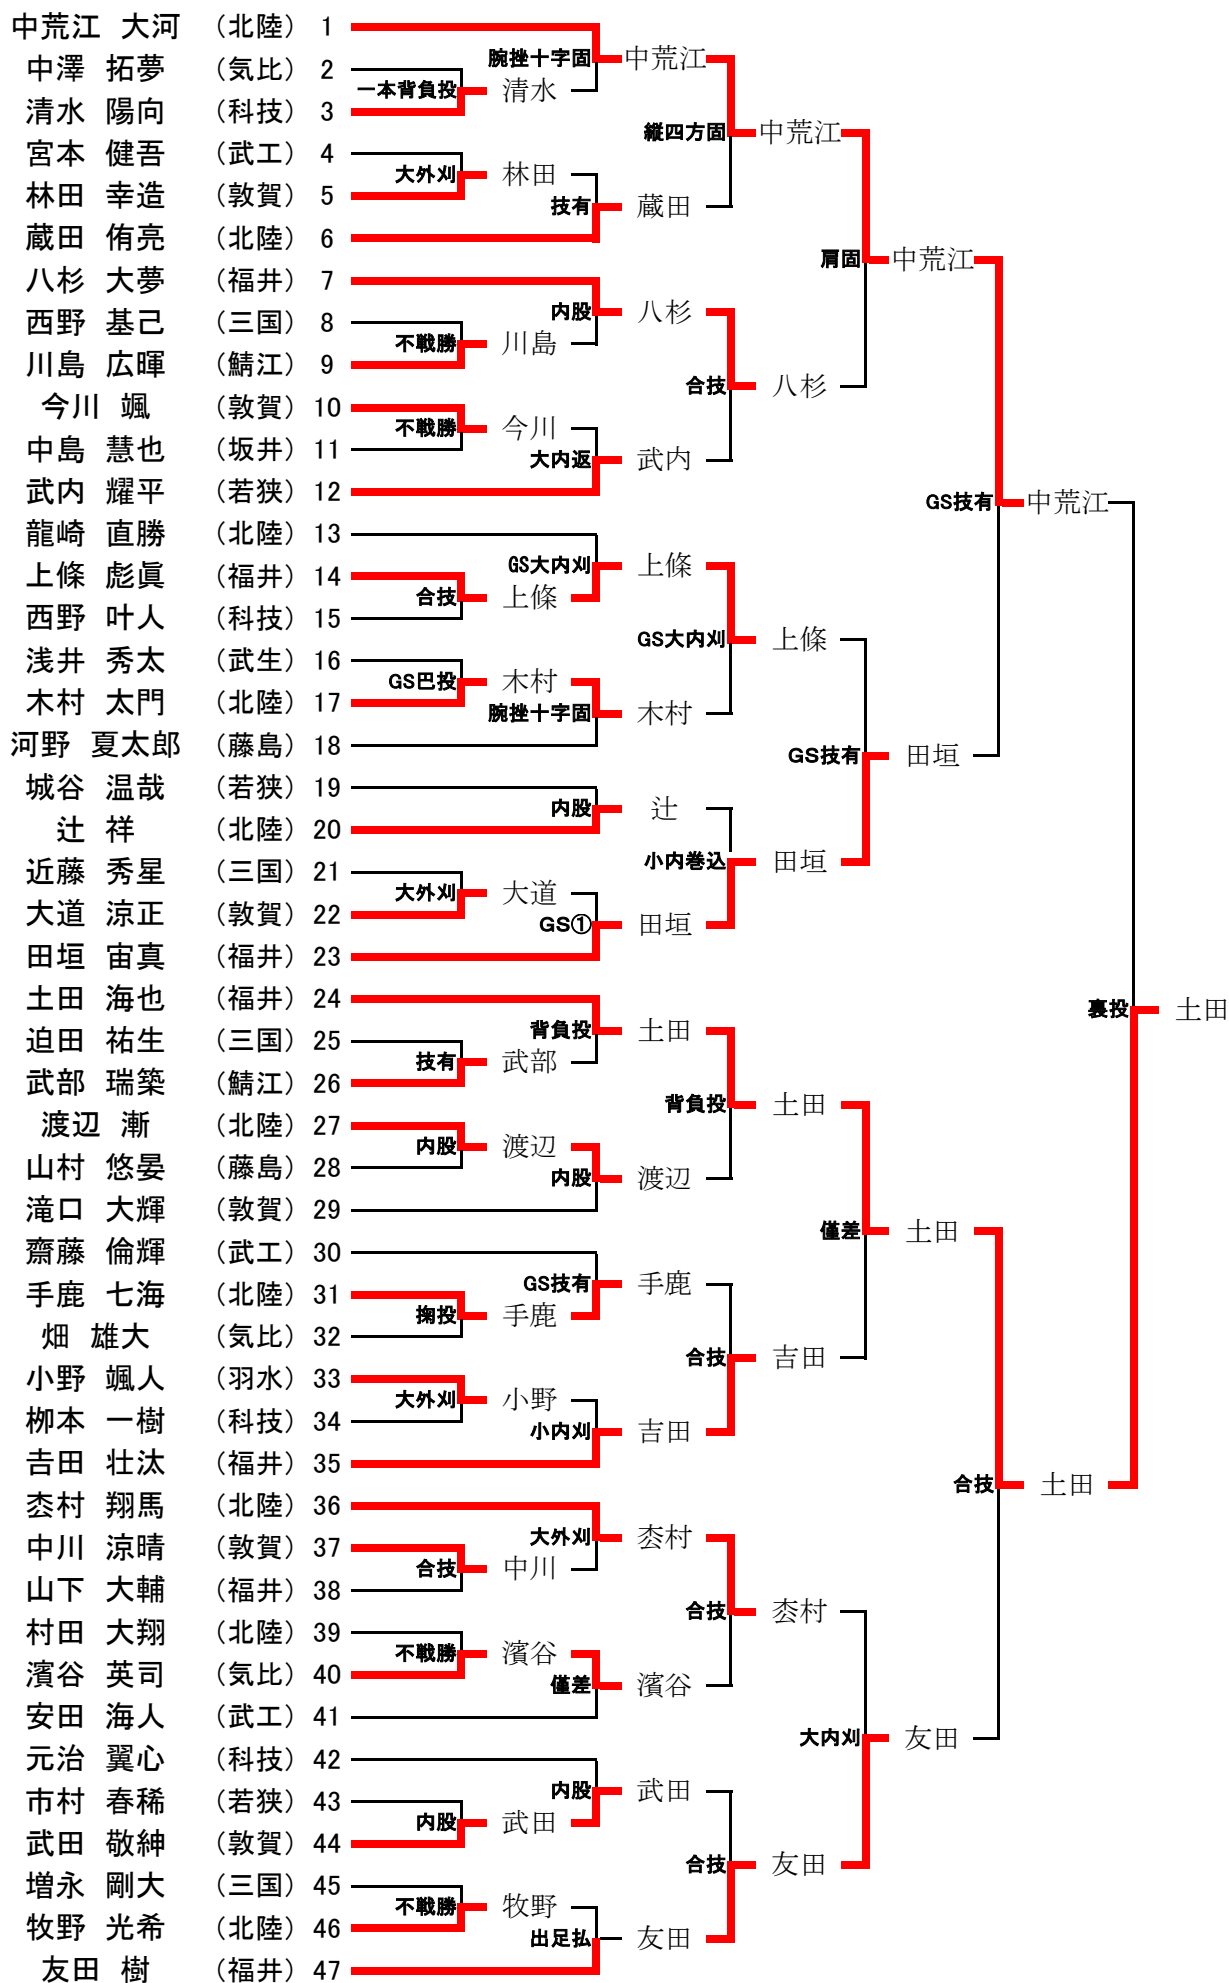 中荒江 大河 （北陸） 1
中澤 拓夢 （気比） 2
清水 陽向 （科技） 3
宮本 健吾 （武工） 4
林田 幸造 （敦賀） 5
蔵田 侑亮 （北陸） 6
八杉 大夢 （福井） 7
西野 基己 （三国） 8
川島 広暉 （鯖江） 9
今川 颯 （敦賀） 10
中島 慧也 （坂井） 11
武内 耀平 （若狭） 12
龍崎 直勝 （北陸） 13
上條 彪眞 （福井） 14
西野 叶人 （科技） 15
浅井 秀太 （武生） 16
木村 太門 （北陸） 17
河野 夏太郎 （藤島） 18
城谷 温哉 （若狭） 19
辻 祥 （北陸） 20
近藤 秀星 （三国） 21
大道 涼正 （敦賀） 22
田垣 宙真 （福井） 23
土田 海也 （福井） 24
迫田 祐生 （三国） 25
武部 瑞築 （鯖江） 26
渡辺 漸 （北陸） 27
山村 悠晏 （藤島） 28
滝口 大輝 （敦賀） 29
齋藤 倫輝 （武工） 30
手鹿 七海 （北陸） 31
畑 雄大 （気比） 32
小野 颯人 （羽水） 33
栁本 一樹 （科技） 34
吉田 壮汰 （福井） 35
枩村 翔馬 （北陸） 36
中川 涼晴 （敦賀） 37
山下 大輔 （福井） 38
村田 大翔 （北陸） 39
濱谷 英司 （気比） 40
安田 海人 （武工） 41
元治 翼心 （科技） 42
市村 春稀 （若狭） 43
武田 敬紳 （敦賀） 44
増永 剛大 （三国） 45
牧野 光希 （北陸） 46
友田 樹 （福井） 47
一本背負投 清水
大外刈 林田
不戦勝 川島
不戦勝 今川
合技 上條
GS巴投 木村
大外刈 大道
技有 武部
内股 渡辺
掬投 手鹿
大外刈 小野
合技 中川
不戦勝 濱谷
内股 武田
不戦勝 牧野
腕挫十字固 中荒江
技有 蔵田
内股 八杉
大内返 武内
GS大内刈 上條
腕挫十字固 木村
内股 辻
GS① 田垣
背負投 土田
内股 渡辺
GS技有 手鹿
小内刈 吉田
大外刈 枩村
僅差 濱谷
内股 武田
出足払 友田
縦四方固 中荒江
合技 八杉
GS大内刈 上條
小内巻込 田垣
背負投 土田
合技 吉田
合技 枩村
合技 友田
肩固 中荒江
GS技有 田垣
僅差 土田
大内刈 友田
GS技有 中荒江
合技 土田
裏投 土田